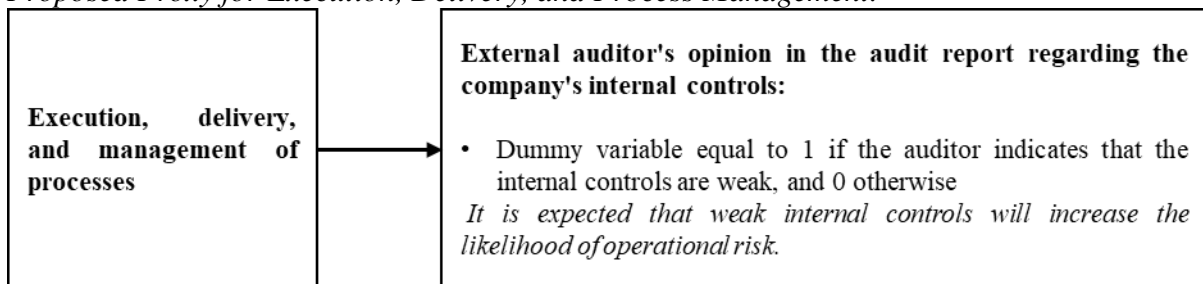 Proposed Proxy for Execution, Delivery, and Process Management.
Execution, delivery,
and management of
processes
External auditor's opinion in the audit report regarding the
company's internal controls:
• Dummy variable equal to 1 if the auditor indicates that the
internal controls are weak, and 0 otherwise
It is expected that weak internal controls will increase the
likelihood of operational risk.